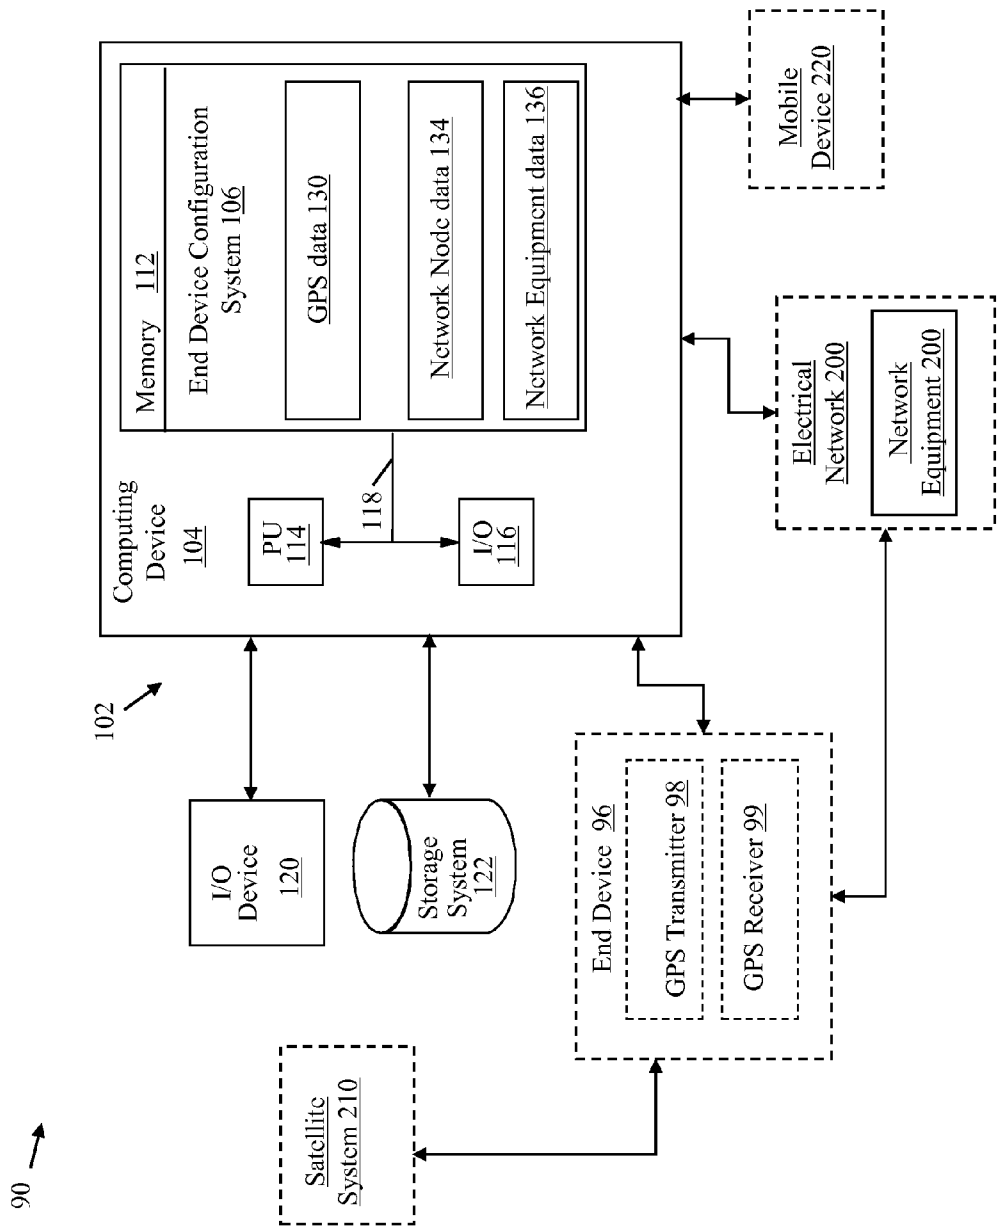 90
102
Computing
Device
104
Memory 112
End Device Configuration
System 106
GPS data 130
Network Node data 134
Network Equipment data 136
PU
114
118
I/O
116
I/O
Device
120
Storage
System
122
Satellite
System 210
End Device 96
GPS Transmitter 98
GPS Receiver 99
Electrical
Network 200
Network
Equipment 200
Mobile
Device 220